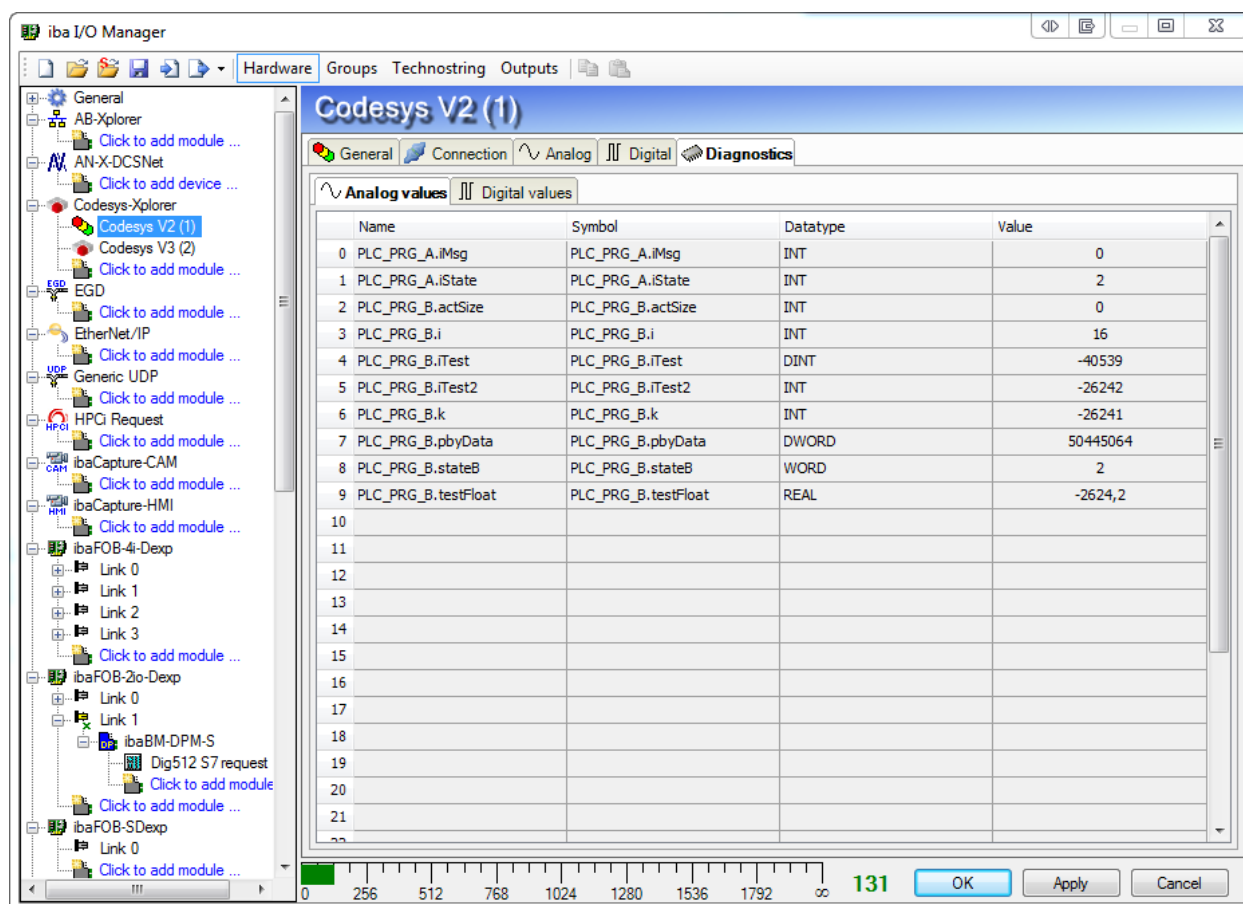 iba I/O Manager
Hardware Groups Technostring Outputs
General
AB-Xplorer
Click to add module ...
AN-X-DCSNet
Click to add device ...
Codesys-Xplorer
Codesys V2 (1)
Codesys V3 (2)
Click to add module ...
EGD
EGD
Click to add module ...
EtherNet/IP
Click to add module ...
UDP
Generic UDP
Click to add module ...
HPCi
HPCi Request
Click to add module ...
CAM
ibaCapture-CAM
Click to add module ...
HMI
ibaCapture-HMI
Click to add module ...
ibaFOB-4i-Dexp
Link 0
Link 1
Link 2
Link 3
Click to add module ...
ibaFOB-2io-Dexp
Link 0
Link 1
DP
ibaBM-DPM-S
Dig512 S7 request
Click to add module
Click to add module ...
ibaFOB-SDexp
Link 0
Click to add module ...
Codesys V2 (1)
General Connection Analog Digital Diagnostics
Analog values Digital values
Name Symbol Datatype Value
0 PLC_PRG_A.iMsg PLC_PRG_A.iMsg INT 0
1 PLC_PRG_A.iState PLC_PRG_A.iState INT 2
2 PLC_PRG_B.actSize PLC_PRG_B.actSize INT 0
3 PLC_PRG_B.i PLC_PRG_B.i INT 16
4 PLC_PRG_B.iTest PLC_PRG_B.iTest DINT -40539
5 PLC_PRG_B.iTest2 PLC_PRG_B.iTest2 INT -26242
6 PLC_PRG_B.k PLC_PRG_B.k INT -26241
7 PLC_PRG_B.pbyData PLC_PRG_B.pbyData DWORD 50445064
8 PLC_PRG_B.stateB PLC_PRG_B.stateB WORD 2
9 PLC_PRG_B.testFloat PLC_PRG_B.testFloat REAL -2624,2
10
11
12
13
14
15
16
17
18
19
20
21
22
0 256 512 768 1024 1280 1536 1792 ∞ 131 OK Apply Cancel